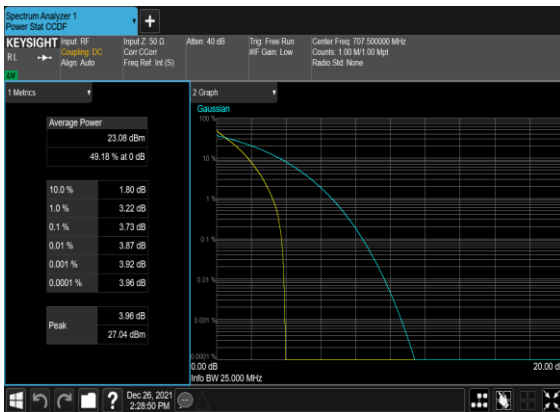 Spectrum Analyzer 1
Power Stat CCDF
+
KEYSIGHT
RL
LV
Input: RF
Coupling: DC
Align: Auto
Input Z: 50 Ω
Corr CCorr
Freq Ref: Int (S)
Atten: 40 dB
Trig: Free Run
#IF Gain: Low
Center Freq: 707.500000 MHz
Counts: 1.00 M/1.00 Mpt
Radio Std: None
1 Metrics
Average Power
23.08 dBm
49.18 % at 0 dB
10.0 % 1.80 dB
1.0 % 3.22 dB
0.1 % 3.73 dB
0.01 % 3.87 dB
0.001 % 3.92 dB
0.0001 % 3.96 dB
Peak
3.96 dB
27.04 dBm
2 Graph
Gaussian
100 %
10 %
1 %
0.1 %
0.01 %
0.001 %
0.0001 %
0.00 dB
20.00 d
Info BW 25.000 MHz
?
Dec 26, 2021
2:28:50 PM